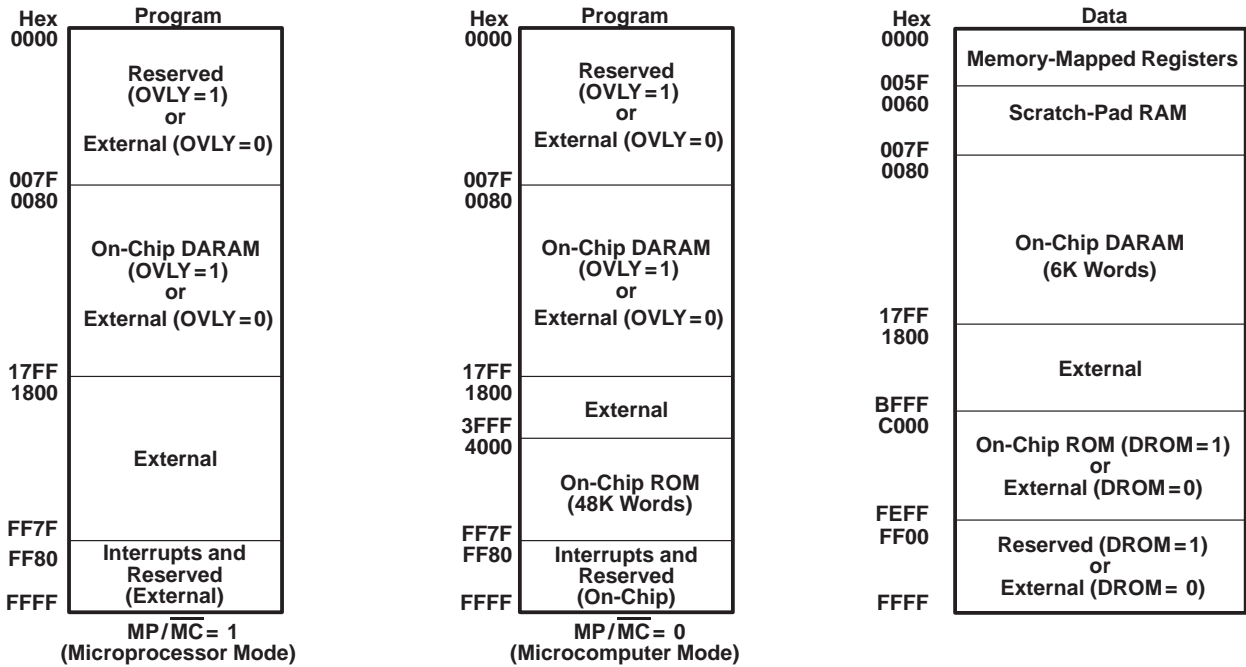 Hex
Program
0000
Reserved
(OVLY = 1)
or
External (OVLY = 0)
007F
0080
On-Chip DARAM
(OVLY = 1)
or
External (OVLY = 0)
17FF
1800
External
FF7F
FF80
Interrupts and
Reserved
(External)
FFFF
MP/MC = 1
(Microprocessor Mode)
Hex
Program
0000
Reserved
(OVLY = 1)
or
External (OVLY = 0)
007F
0080
On-Chip DARAM
(OVLY = 1)
or
External (OVLY = 0)
17FF
1800
External
3FFF
4000
On-Chip ROM
(48K Words)
FF7F
FF80
Interrupts and
Reserved
(On-Chip)
FFFF
MP/MC = 0
(Microcomputer Mode)
Hex
Data
0000
Memory-Mapped Registers
005F
0060
Scratch-Pad RAM
007F
0080
On-Chip DARAM
(6K Words)
17FF
1800
External
BFFF
C000
On-Chip ROM (DROM = 1)
or
External (DROM = 0)
FEFF
FF00
Reserved (DROM = 1)
or
External (DROM = 0)
FFFF